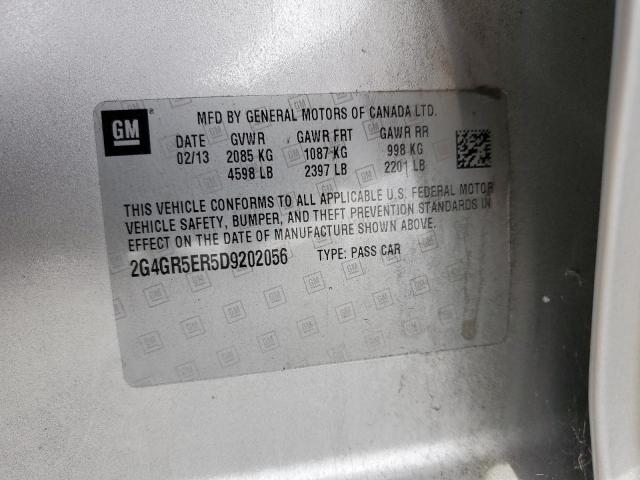 GM
MFD BY GENERAL MOTORS OF CANADA LTD.
DATE GVWR GAWR FRT GAWR RR
02/13 2085 KG 1087 KG 998 KG
4598 LB 2397 LB 2201 LB
THIS VEHICLE CONFORMS TO ALL APPLICABLE U.S. FEDERAL MOTOR
VEHICLE SAFETY, BUMPER, AND THEFT PREVENTION STANDARDS IN
EFFECT ON THE DATE OF MANUFACTURE SHOWN ABOVE.
2G4GR5ER5D9202056 TYPE: PASS CAR